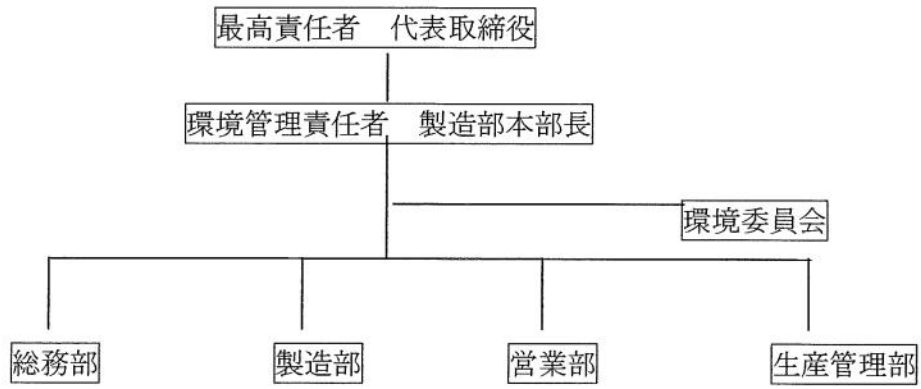 最高責任者　代表取締役
環境管理責任者　製造部本部長
環境委員会
総務部
製造部
営業部
生産管理部